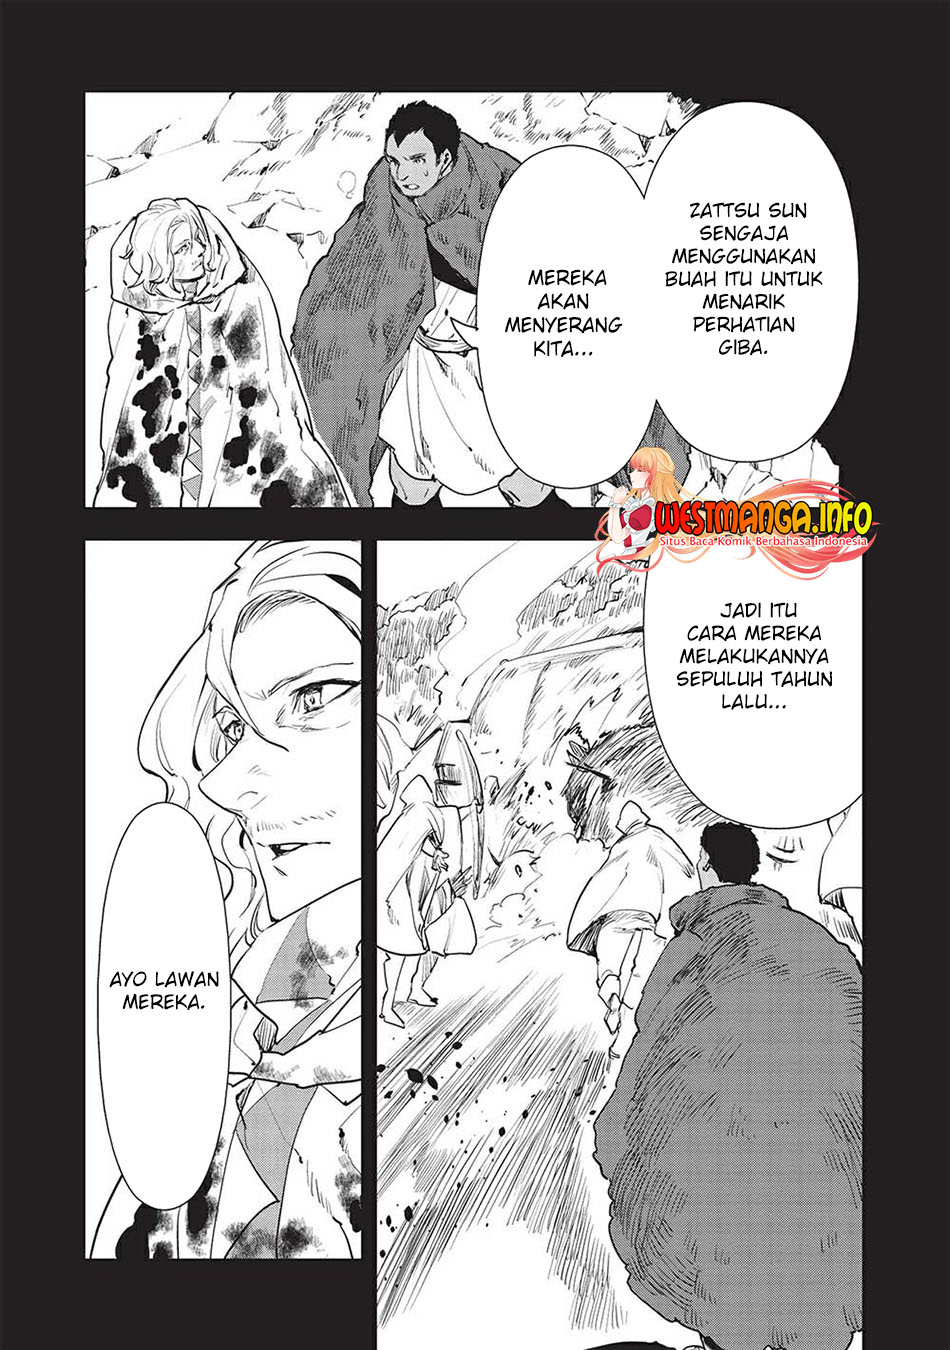 ZATTSU SUN
SENGAJA
MENGGUNAKAN
BUAH ITU UNTUK
MENARIK
PERHATIAN
GIBA.
MEREKA
AKAN
MENYERANG
KITA...
WESTMANGA.INFO
Situs Baca Komik Berbahasa Indonesia
JADI ITU
CARA MEREKA
MELAKUKANNYA
SEPULUH TAHUN
LALU...
AYO LAWAN
MEREKA.